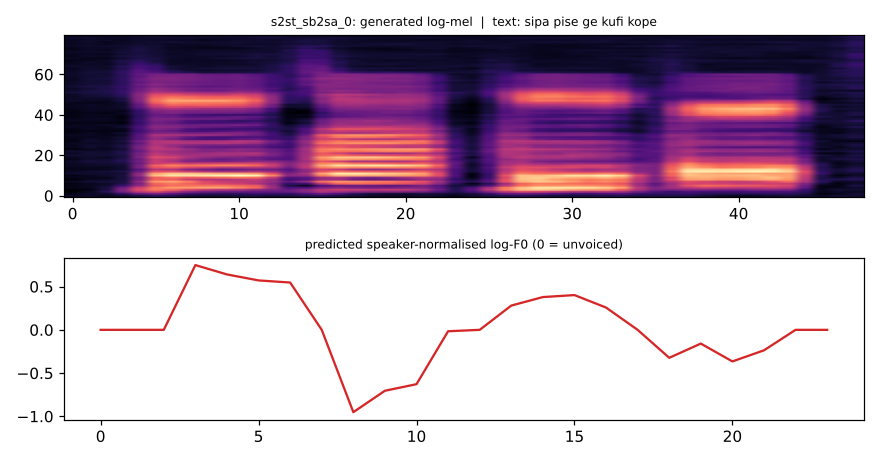 s2st_sb2sa_0: generated log-mel | text: sipa pise ge kufi kope
60
40
20
0
0 10 20 30 40
predicted speaker-normalised log-F0 (0 = unvoiced)
0.5
0.0
−0.5
−1.0
0 5 10 15 20